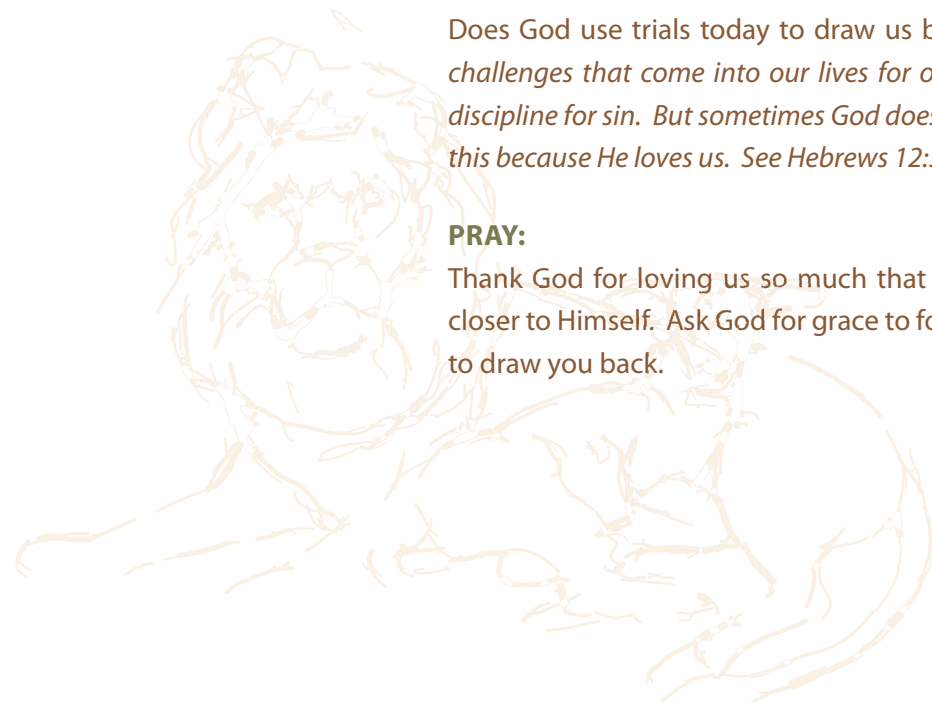 Does God use trials today to draw us
challenges that come into our lives for
discipline for sin. But sometimes God does
this because He loves us. See Hebrews 12:
PRAY:
Thank God for loving us so much that
closer to Himself. Ask God for grace to
to draw you back.